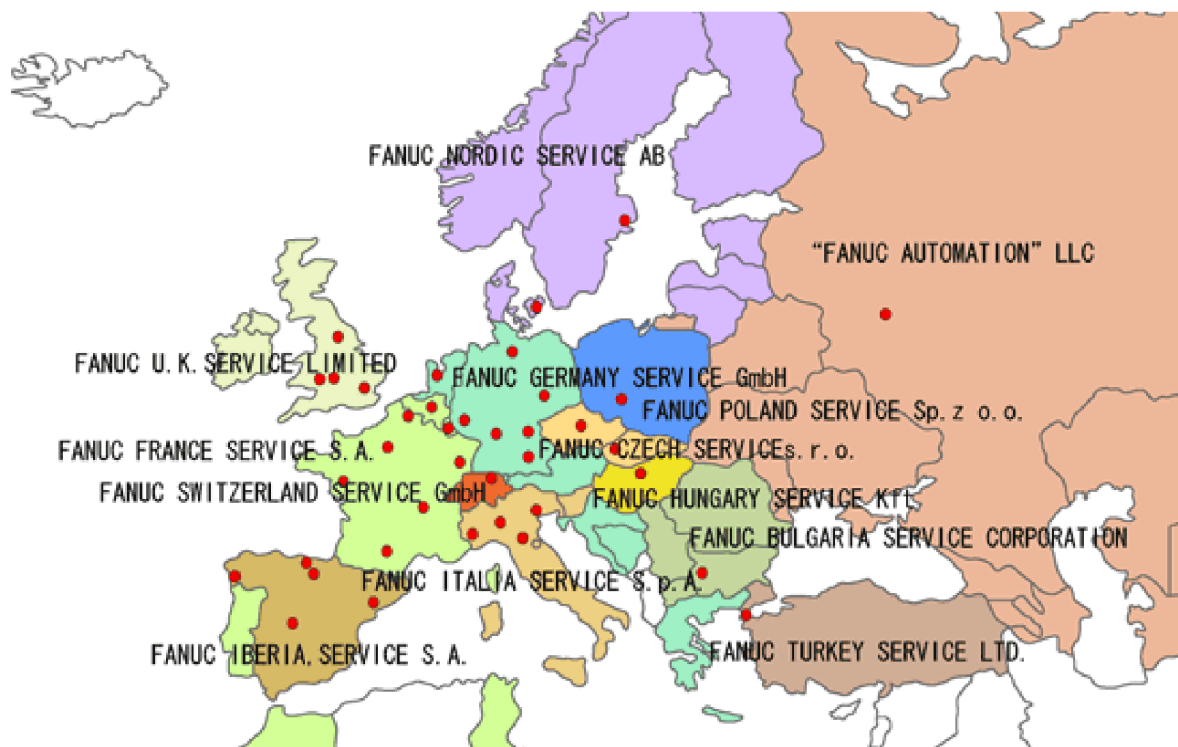 FANUC NORDIC SERVICE AB
“FANUC AUTOMATION” LLC
FANUC U.K.SERVICE LIMITED
FANUC GERMANY SERVICE GmbH
FANUC POLAND SERVICE Sp.z o.o.
FANUC FRANCE SERVICE S.A.
FANUC CZECH SERVICEs.r.o.
FANUC SWITZERLAND SERVICE GmbH
FANUC HUNGARY SERVICE Kft
FANUC BULGARIA SERVICE CORPORATION
FANUC ITALIA SERVICE S.p.A.
FANUC IBERIA,SERVICE S.A.
FANUC TURKEY SERVICE LTD.